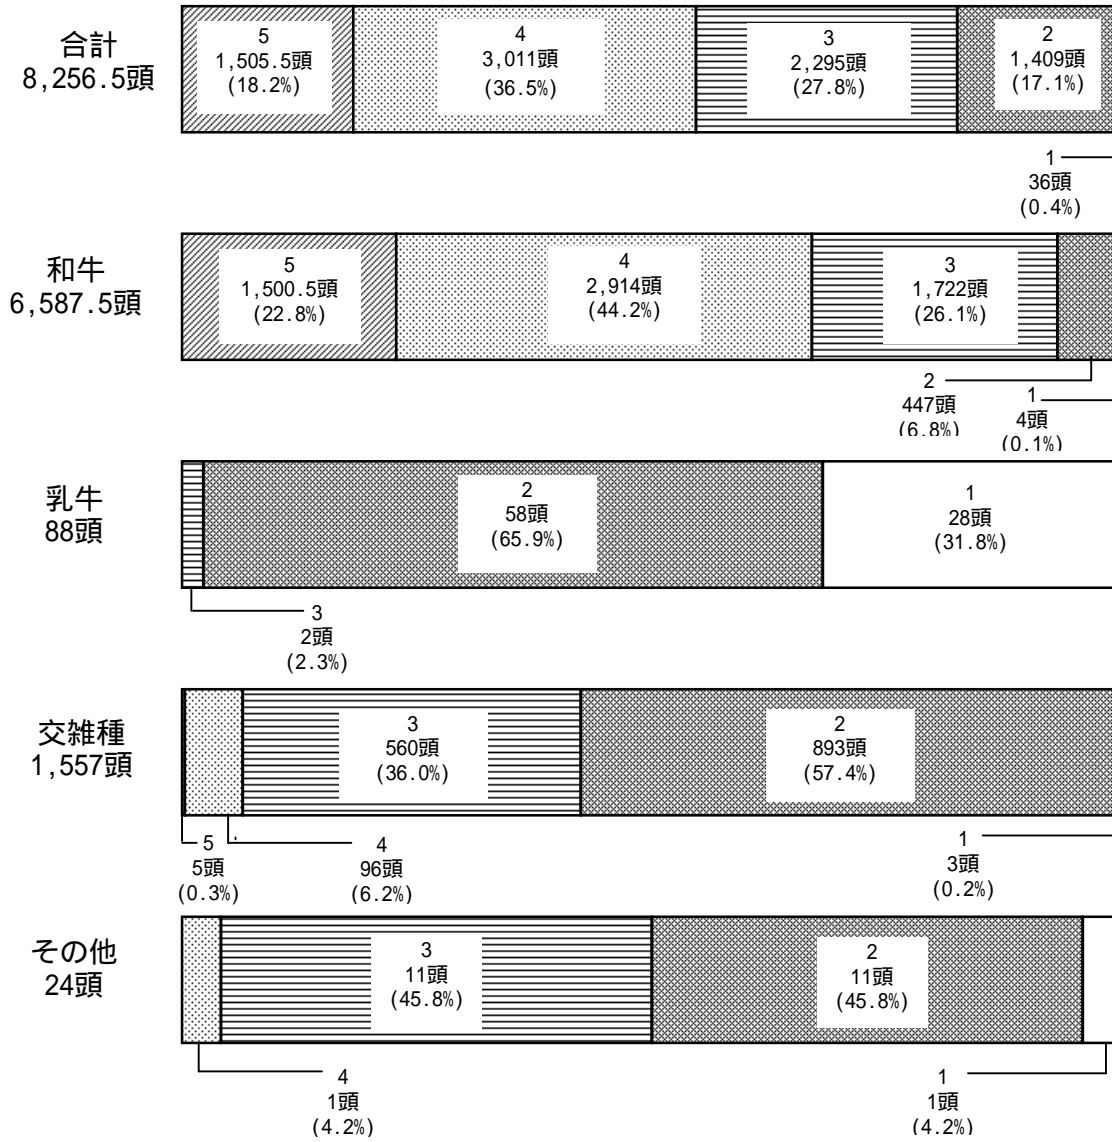 合計
8,256.5頭
5
1,505.5頭
(18.2%)
4
3,011頭
(36.5%)
3
2,295頭
(27.8%)
2
1,409頭
(17.1%)
1
36頭
(0.4%)
和牛
6,587.5頭
5
1,500.5頭
(22.8%)
4
2,914頭
(44.2%)
3
1,722頭
(26.1%)
2
447頭
(6.8%)
1
4頭
(0.1%)
乳牛
88頭
2
58頭
(65.9%)
1
28頭
(31.8%)
3
2頭
(2.3%)
交雑種
1,557頭
3
560頭
(36.0%)
2
893頭
(57.4%)
5
5頭
(0.3%)
4
96頭
(6.2%)
1
3頭
(0.2%)
その他
24頭
3
11頭
(45.8%)
2
11頭
(45.8%)
4
1頭
(4.2%)
1
1頭
(4.2%)